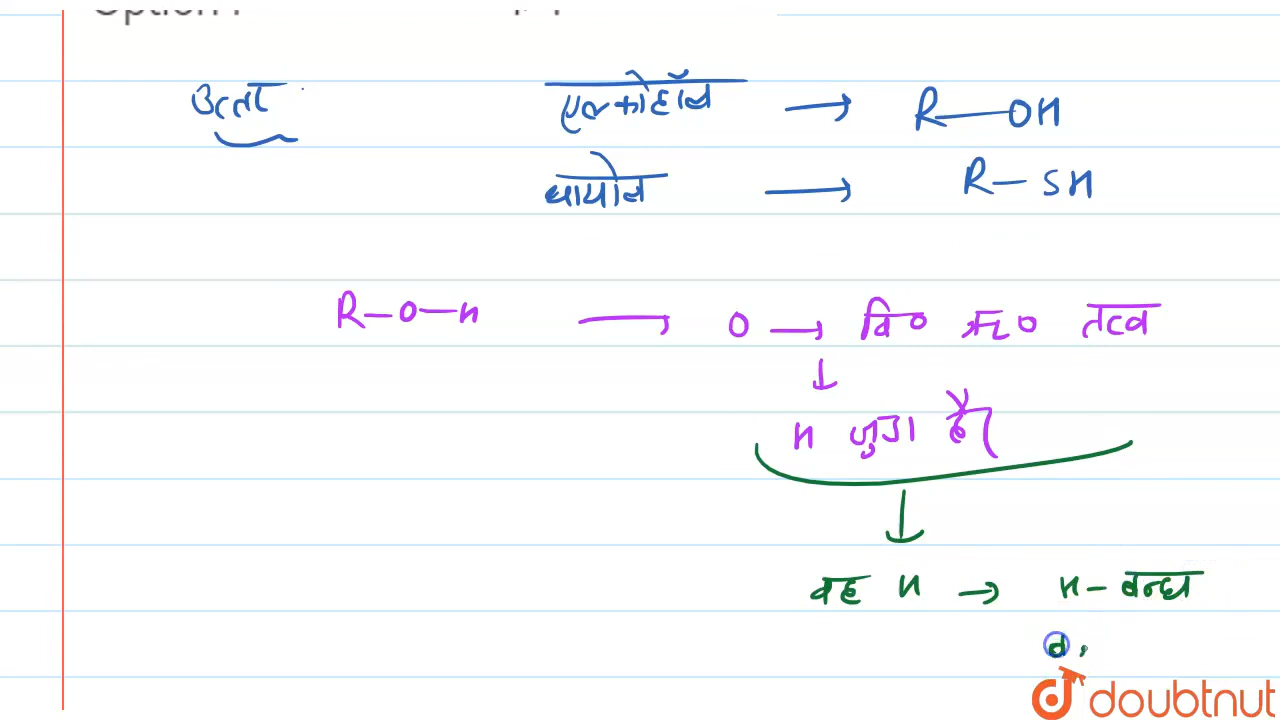 उत्तर एल्कोहॉल → R—OH
थायोल → R—SH
R—O—H → O → वि० ऋ० तत्व
↓
H जुड़ा है।
↓
वह H → H-बन्ध
doubtnut